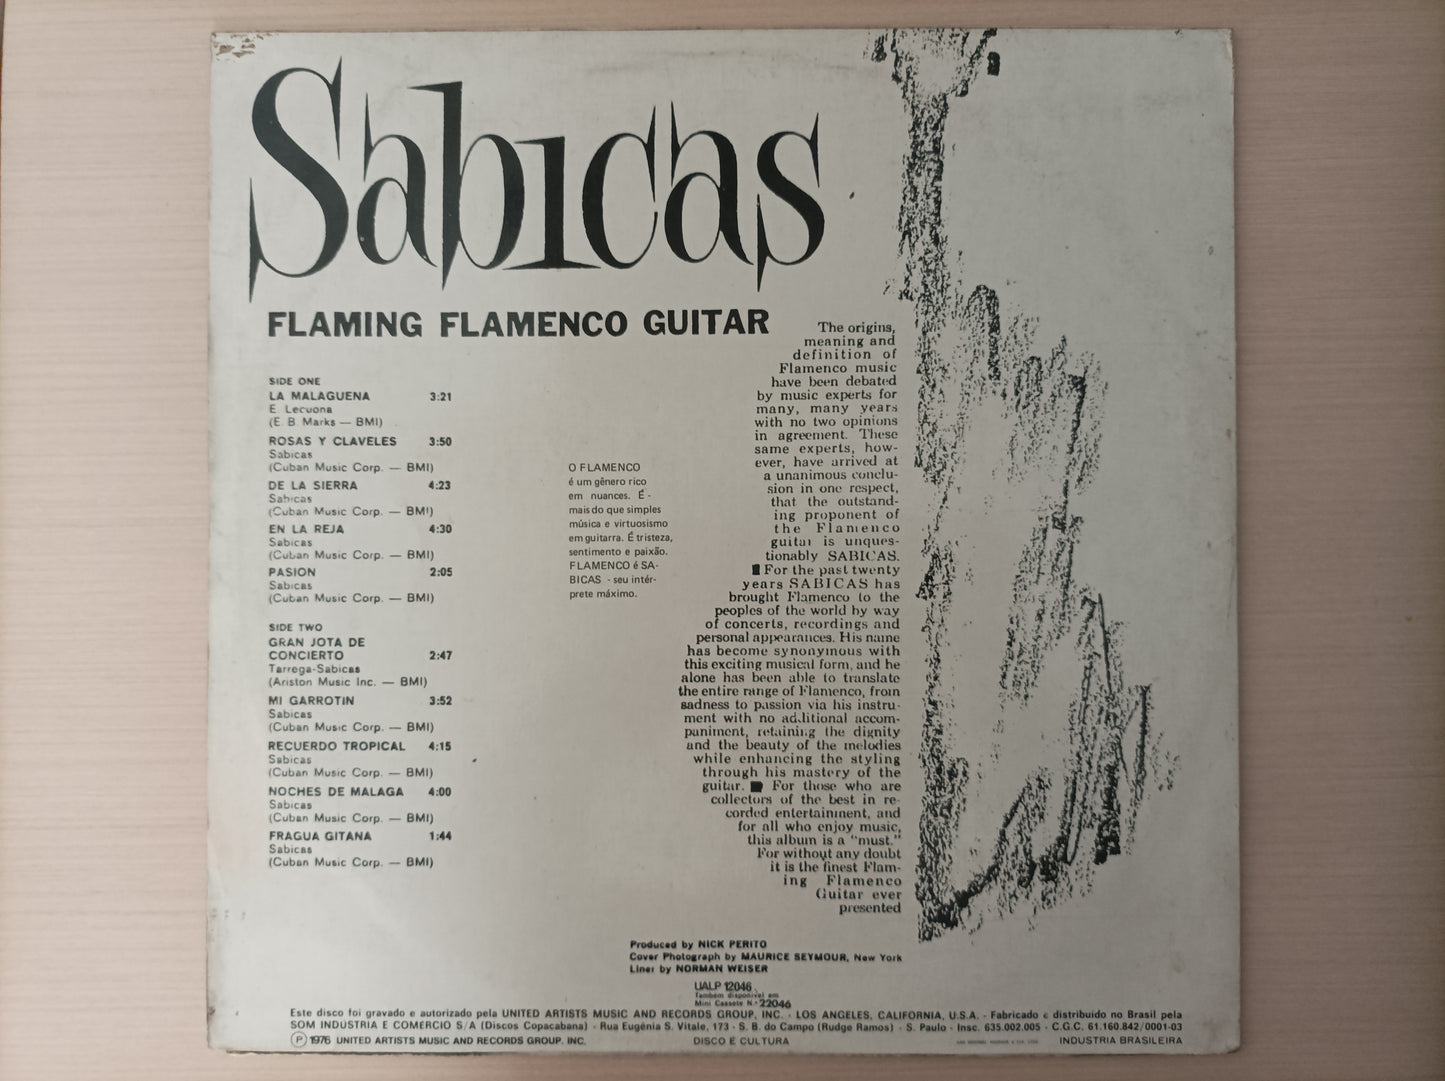 Sabicas
FLAMING FLAMENCO GUITAR
SIDE ONE
LA MALAGUENA 3:21
E. Lecuona
(E. B. Marks — BMI)
ROSAS Y CLAVELES 3:50
Sabicas
(Cuban Music Corp. — BMI)
DE LA SIERRA 4:23
Sabicas
(Cuban Music Corp. — BMI)
EN LA REJA 4:30
Sabicas
(Cuban Music Corp. — BMI)
PASION 2:05
Sabicas
(Cuban Music Corp. — BMI)
SIDE TWO
GRAN JOTA DE
CONCIERTO 2:47
Tarrega-Sabicas
(Ariston Music Inc. — BMI)
MI GARROTIN 3:52
Sabicas
(Cuban Music Corp. — BMI)
RECUERDO TROPICAL 4:15
Sabicas
(Cuban Music Corp. — BMI)
NOCHES DE MALAGA 4:00
Sabicas
(Cuban Music Corp. — BMI)
FRAGUA GITANA 1:44
Sabicas
(Cuban Music Corp. — BMI)
O FLAMENCO
é um gênero rico
em nuances. É -
mais do que simples
música e virtuosismo
em guitarra. É tristeza,
sentimento e paixão.
FLAMENCO é SA-
BICAS - seu intér-
prete máximo.
The origins,
meaning and
definition of
Flamenco music
have been debated
by music experts for
many, many years
with no two opinions
in agreement. These
same experts, how-
ever, have arrived at
a unanimous conclu-
sion in one respect,
that the outstand-
ing proponent of
the Flamenco
guitar is unques-
tionably SABICAS.
For the past twenty
years SABICAS has
brought Flamenco to the
peoples of the world by way
of concerts, recordings and
personal appearances. His name
has become synonymous with
this exciting musical form, and he
alone has been able to translate
the entire range of Flamenco, from
sadness to passion via his instru-
ment with no additional accom-
paniment, retaining the dignity
and the beauty of the melodies
while enhancing the styling
through his mastery of the
guitar. For those who are
collectors of the best in re-
corded entertainment, and
for all who enjoy music,
this album is a "must."
For without any doubt
it is the finest Flam-
ing Flamenco
Guitar ever
presented
Produced by NICK PERITO
Cover Photograph by MAURICE SEYMOUR, New York
Liner by NORMAN WEISER
UALP 12046
Também disponível em
Mini Cassete N.º 22046
Este disco foi gravado e autorizado pela UNITED ARTISTS MUSIC AND RECORDS GROUP, INC. - LOS ANGELES, CALIFORNIA, U.S.A. - Fabricado e distribuido no Brasil pela
SOM INDÚSTRIA E COMERCIO S/A (Discos Copacabana) - Rua Eugénia S. Vitale, 173 - S. B. do Campo (Rudge Ramos) - S. Paulo - Insc. 635.002.005 - C.G.C. 61.160.842/0001-03
Ⓟ 1976 UNITED ARTISTS MUSIC AND RECORDS GROUP, INC. DISCO É CULTURA INDUSTRIA BRASILEIRA